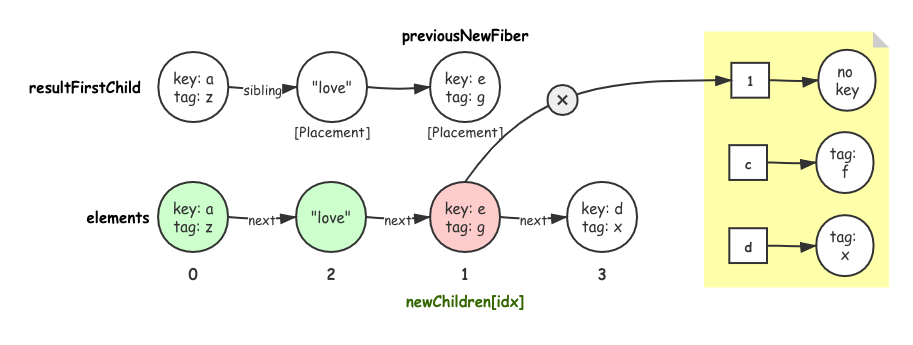 previousNewFiber
resultFirstChild
key: a
tag: z
sibling
"love"
key: e
tag: g
[Placement]
[Placement]
×
1
no
key
c
tag:
f
d
tag:
x
elements
key: a
tag: z
next
"love"
next
key: e
tag: g
next
key: d
tag: x
0
2
1
3
newChildren[idx]